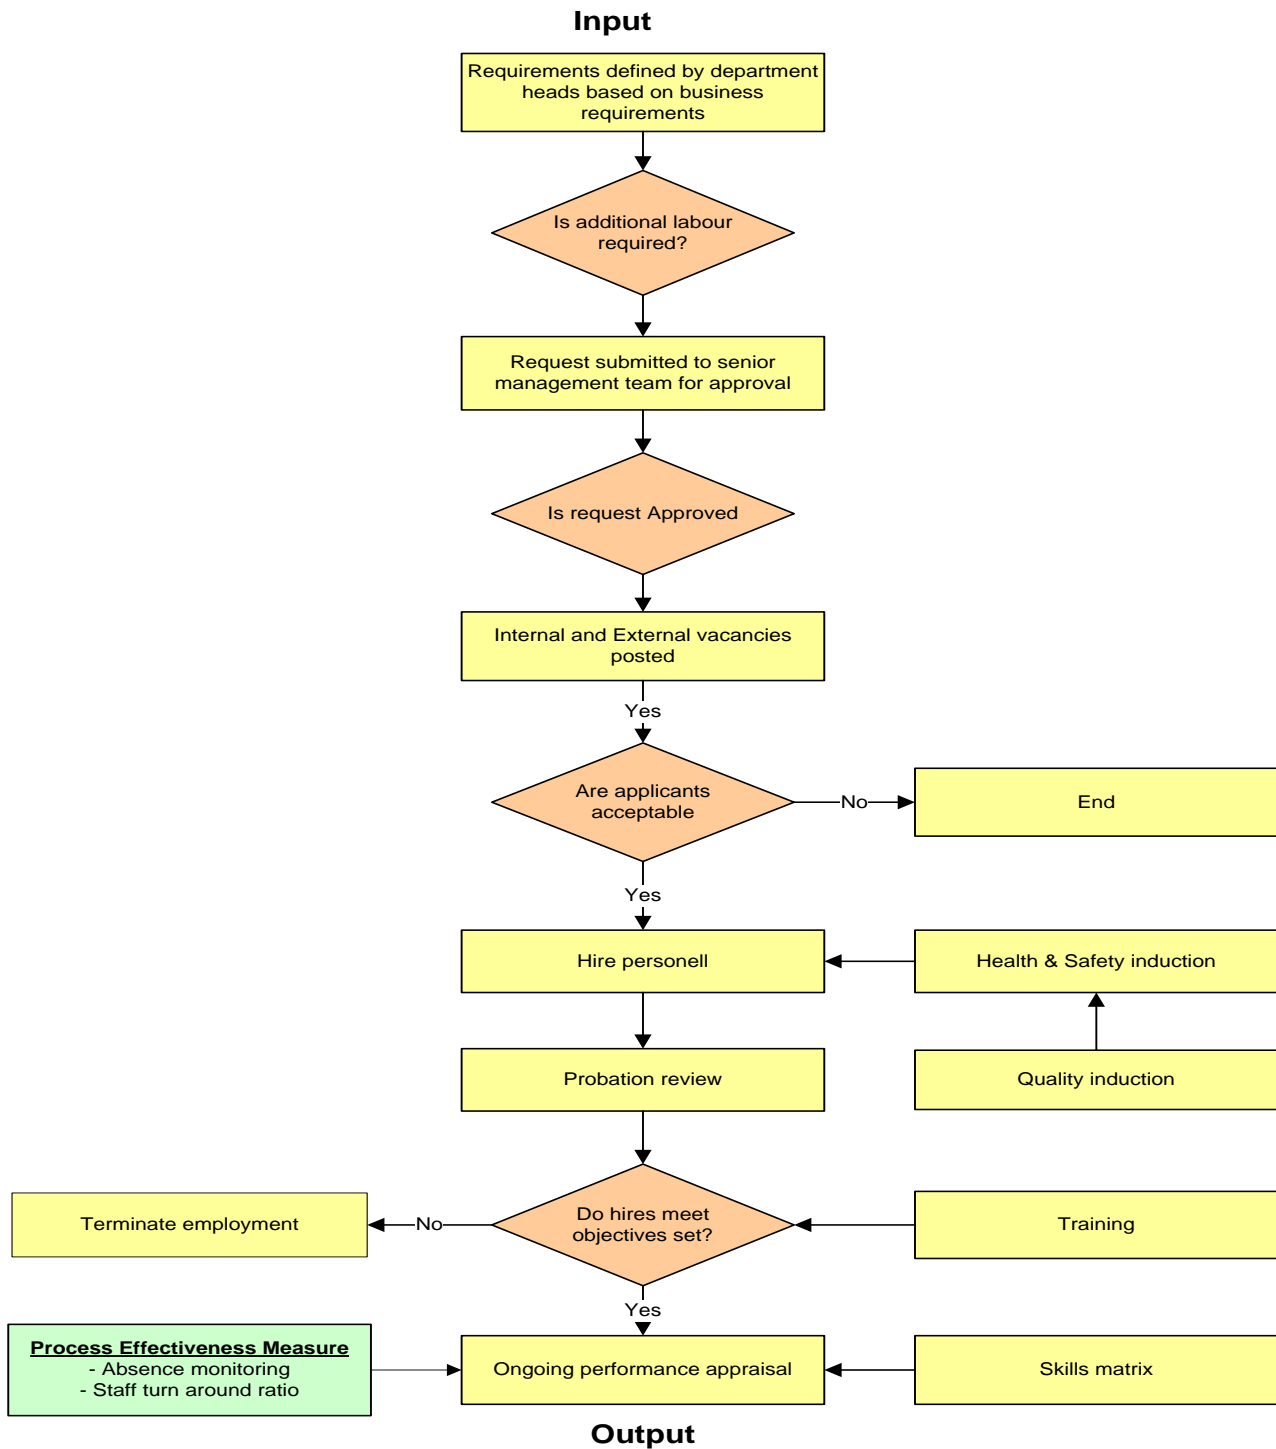 Input
Requirements defined by department
heads based on business
requirements
Is additional labour
required?
Request submitted to senior
management team for approval
Is request Approved
Internal and External vacancies
posted
Yes
Are applicants
acceptable
No
End
Yes
Hire personell
Health & Safety induction
Probation review
Quality induction
Terminate employment
No
Do hires meet
objectives set?
Training
Yes
Process Effectiveness Measure
- Absence monitoring
- Staff turn around ratio
Ongoing performance appraisal
Skills matrix
Output